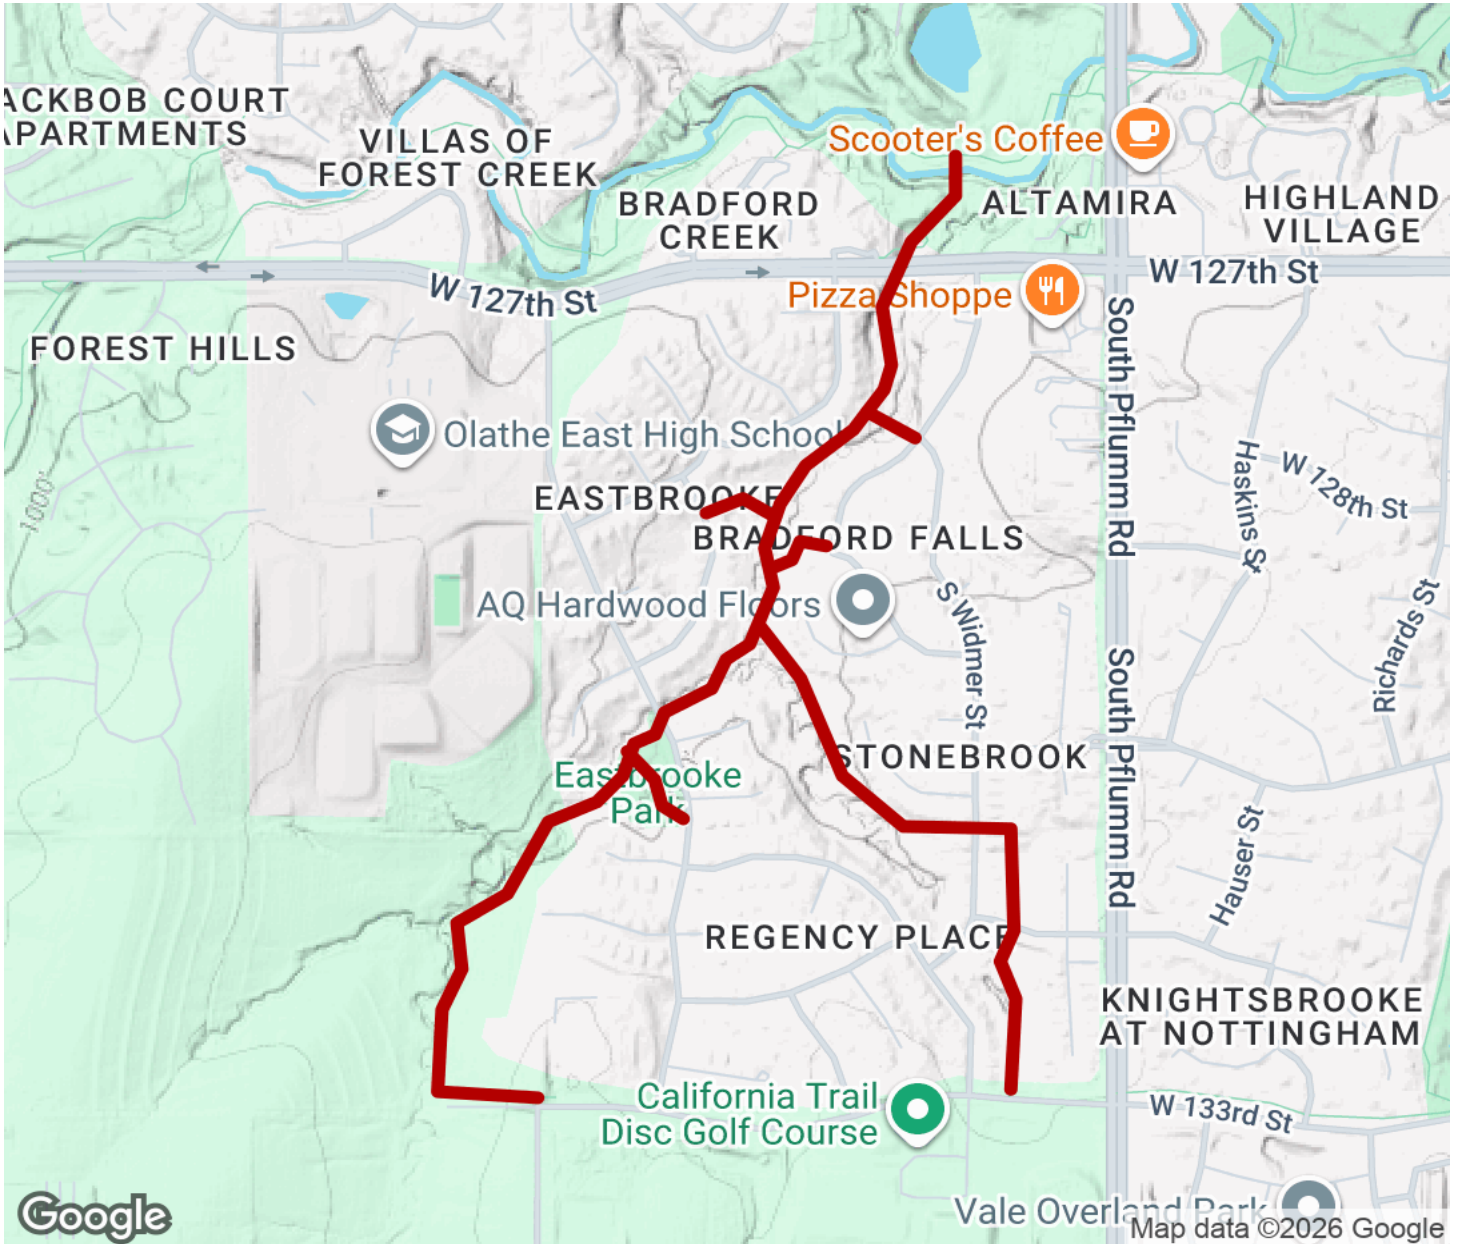 ACKBOB COURT
APARTMENTS
VILLAS OF
FOREST CREEK
Scooter's Coffee
BRADFORD
CREEK
ALTAMIRA
HIGHLAND
VILLAGE
W 127th St
W 127th St
Pizza Shoppe
FOREST HILLS
South Pflumm Rd
Olathe East High School
Haskins St
W 128th St
1000'
EASTBROOKE
BRADFORD FALLS
AQ Hardwood Floors
S Widmer St
Richards St
South Pflumm Rd
STONEBROOK
Eastbrooke
Park
Hauser St
REGENCY PLACE
KNIGHTSBROOKE
AT NOTTINGHAM
California Trail
Disc Golf Course
W 133rd St
Vale Overland Park
Google
Map data ©2026 Google